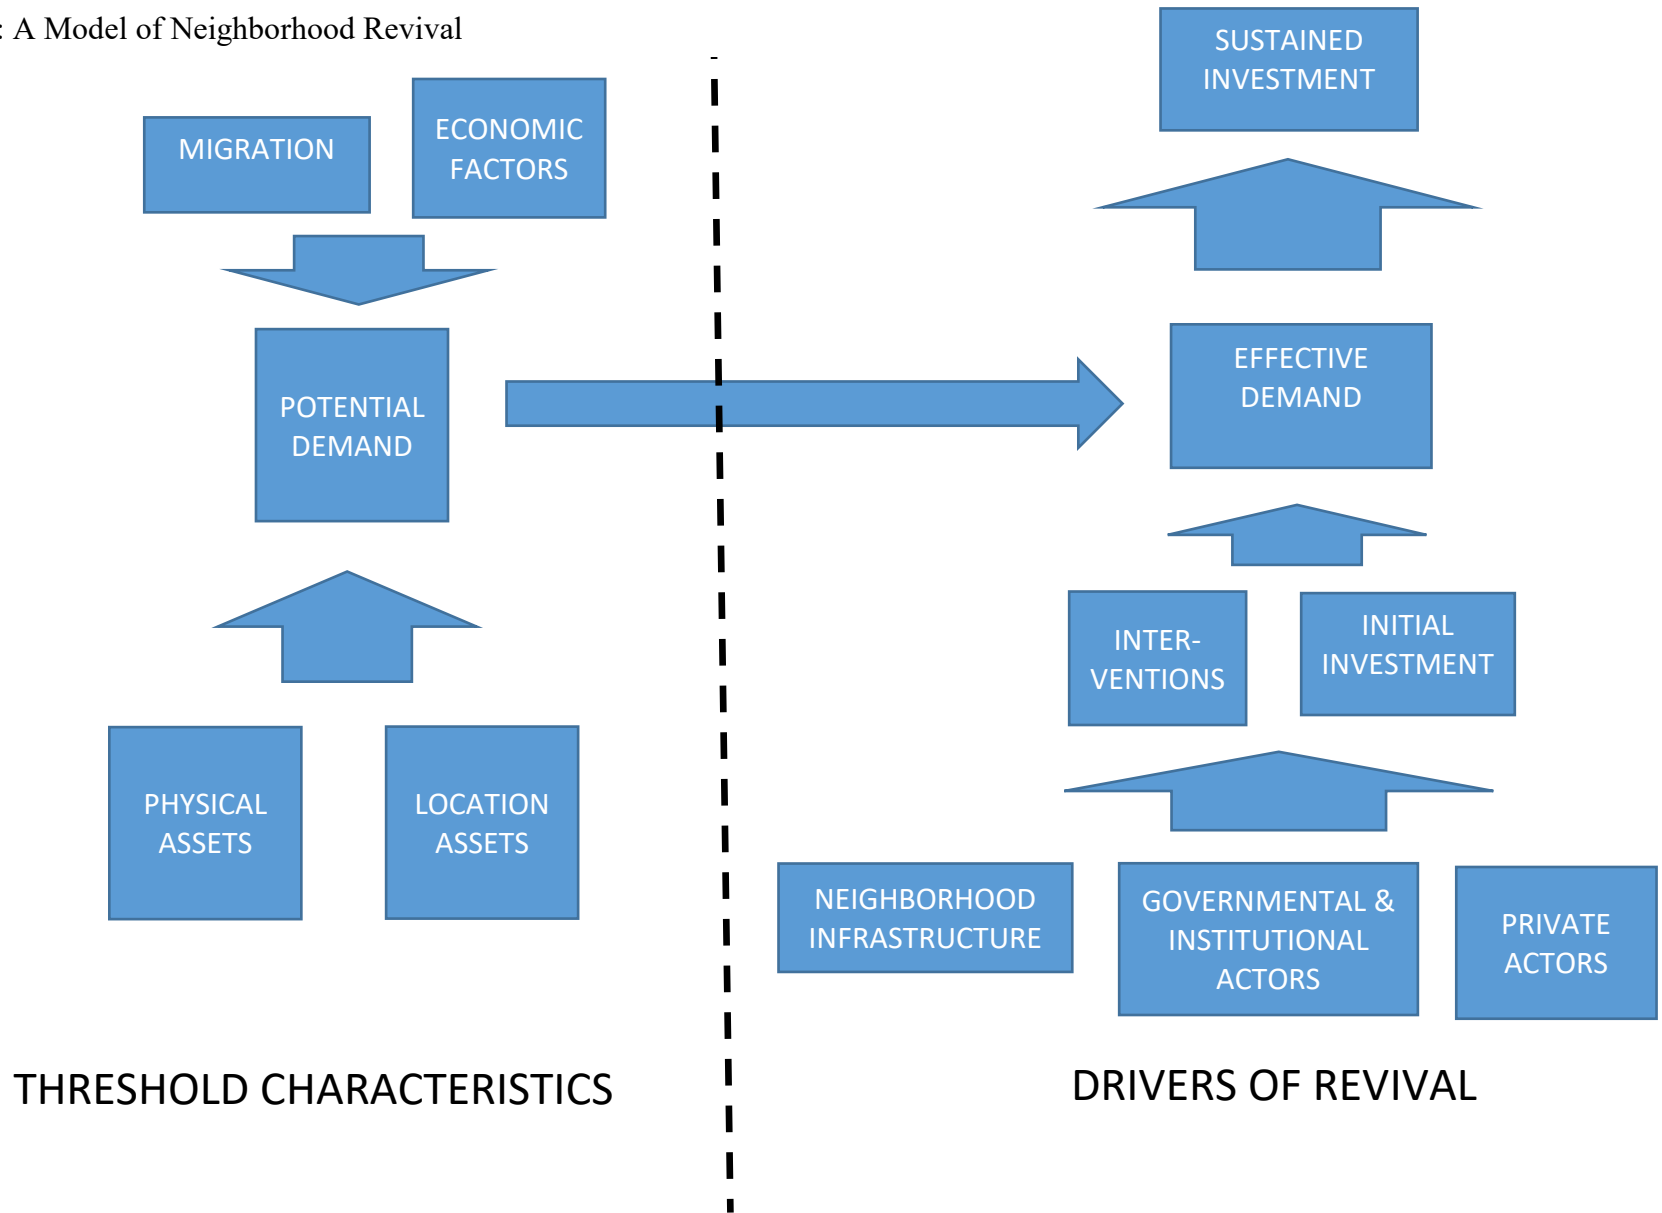 : A Model of Neighborhood Revival
MIGRATION
ECONOMIC
FACTORS
POTENTIAL
DEMAND
PHYSICAL
ASSETS
LOCATION
ASSETS
THRESHOLD CHARACTERISTICS
SUSTAINED
INVESTMENT
EFFECTIVE
DEMAND
INTER-
VENTIONS
INITIAL
INVESTMENT
NEIGHBORHOOD
INFRASTRUCTURE
GOVERNMENTAL &
INSTITUTIONAL
ACTORS
PRIVATE
ACTORS
DRIVERS OF REVIVAL